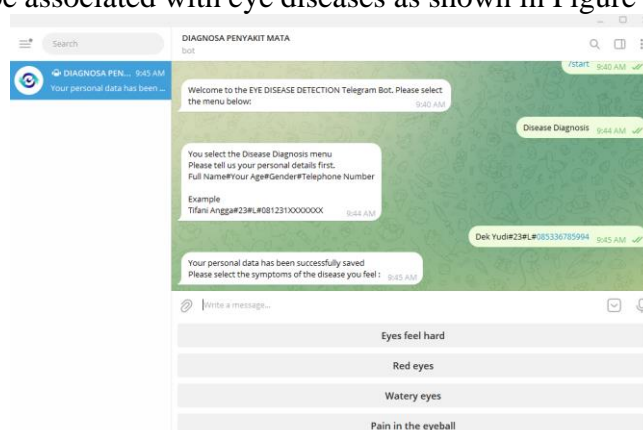 be associated with eye diseases as shown in Figure
Search
DIAGNOSA PENYAKIT MATA
bot
DIAGNOSA PEN... 9:45 AM
Your personal data has been ...
/start 9:40 AM
Welcome to the EYE DISEASE DETECTION Telegram Bot. Please select
the menu below:
9:40 AM
Disease Diagnosis 9:44 AM
You select the Disease Diagnosis menu
Please tell us your personal details first.
Full Name#Your Age#Gender#Telephone Number
Example
Tifani Angga#23#L#081231XXXXXXX 9:44 AM
Dek Yudi#23#L#085336785994 9:45 AM
Your personal data has been successfully saved
Please select the symptoms of the disease you feel : 9:45 AM
Write a message...
Eyes feel hard
Red eyes
Watery eyes
Pain in the eyeball